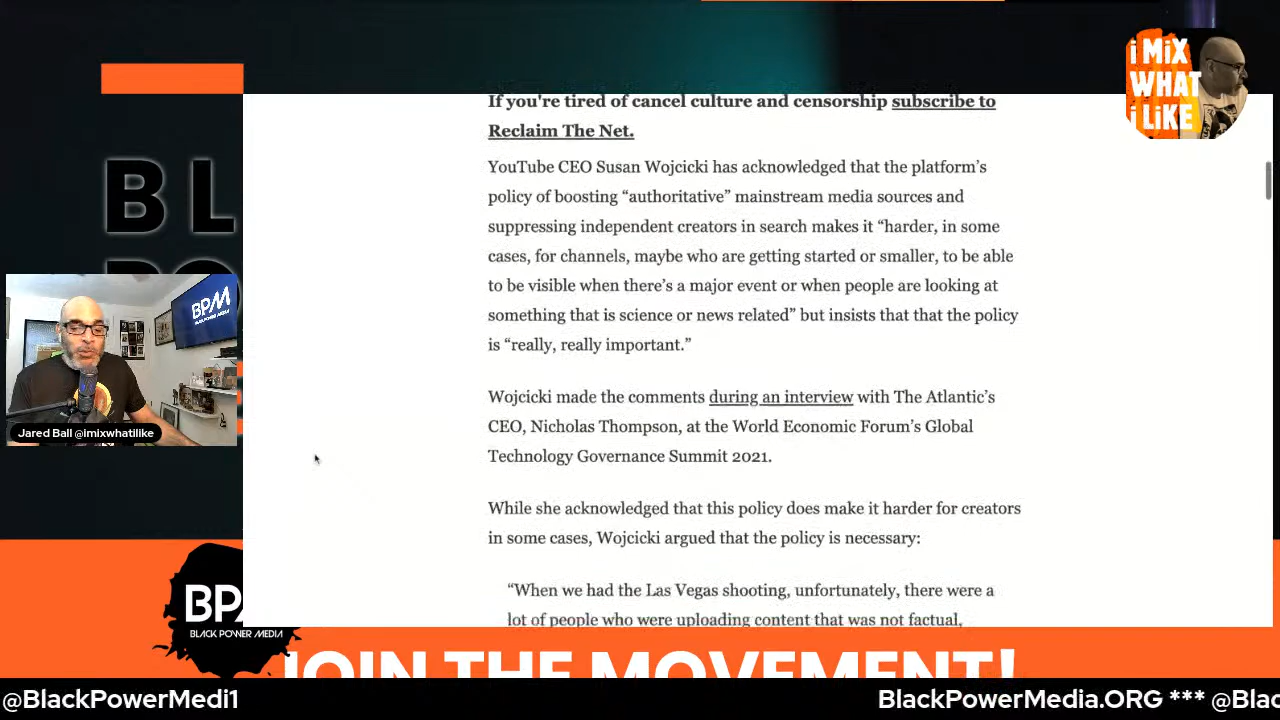 i MiX
WHAT
i LiKE
If you're tired of cancel culture and censorship subscribe to
Reclaim The Net.
YouTube CEO Susan Wojcicki has acknowledged that the platform’s
policy of boosting “authoritative” mainstream media sources and
suppressing independent creators in search makes it “harder, in some
cases, for channels, maybe who are getting started or smaller, to be able
to be visible when there’s a major event or when people are looking at
something that is science or news related” but insists that that the policy
is “really, really important.”
Wojcicki made the comments during an interview with The Atlantic’s
CEO, Nicholas Thompson, at the World Economic Forum’s Global
Technology Governance Summit 2021.
While she acknowledged that this policy does make it harder for creators
in some cases, Wojcicki argued that the policy is necessary:
“When we had the Las Vegas shooting, unfortunately, there were a
lot of people who were uploading content that was not factual,
BL
BPM
BLACK POWER MEDIA
Jared Ball @imixwhatilike
BPM
BLACK POWER MEDIA
JOIN THE MOVEMENT!
@BlackPowerMedi1
BlackPowerMedia.ORG *** @Blac